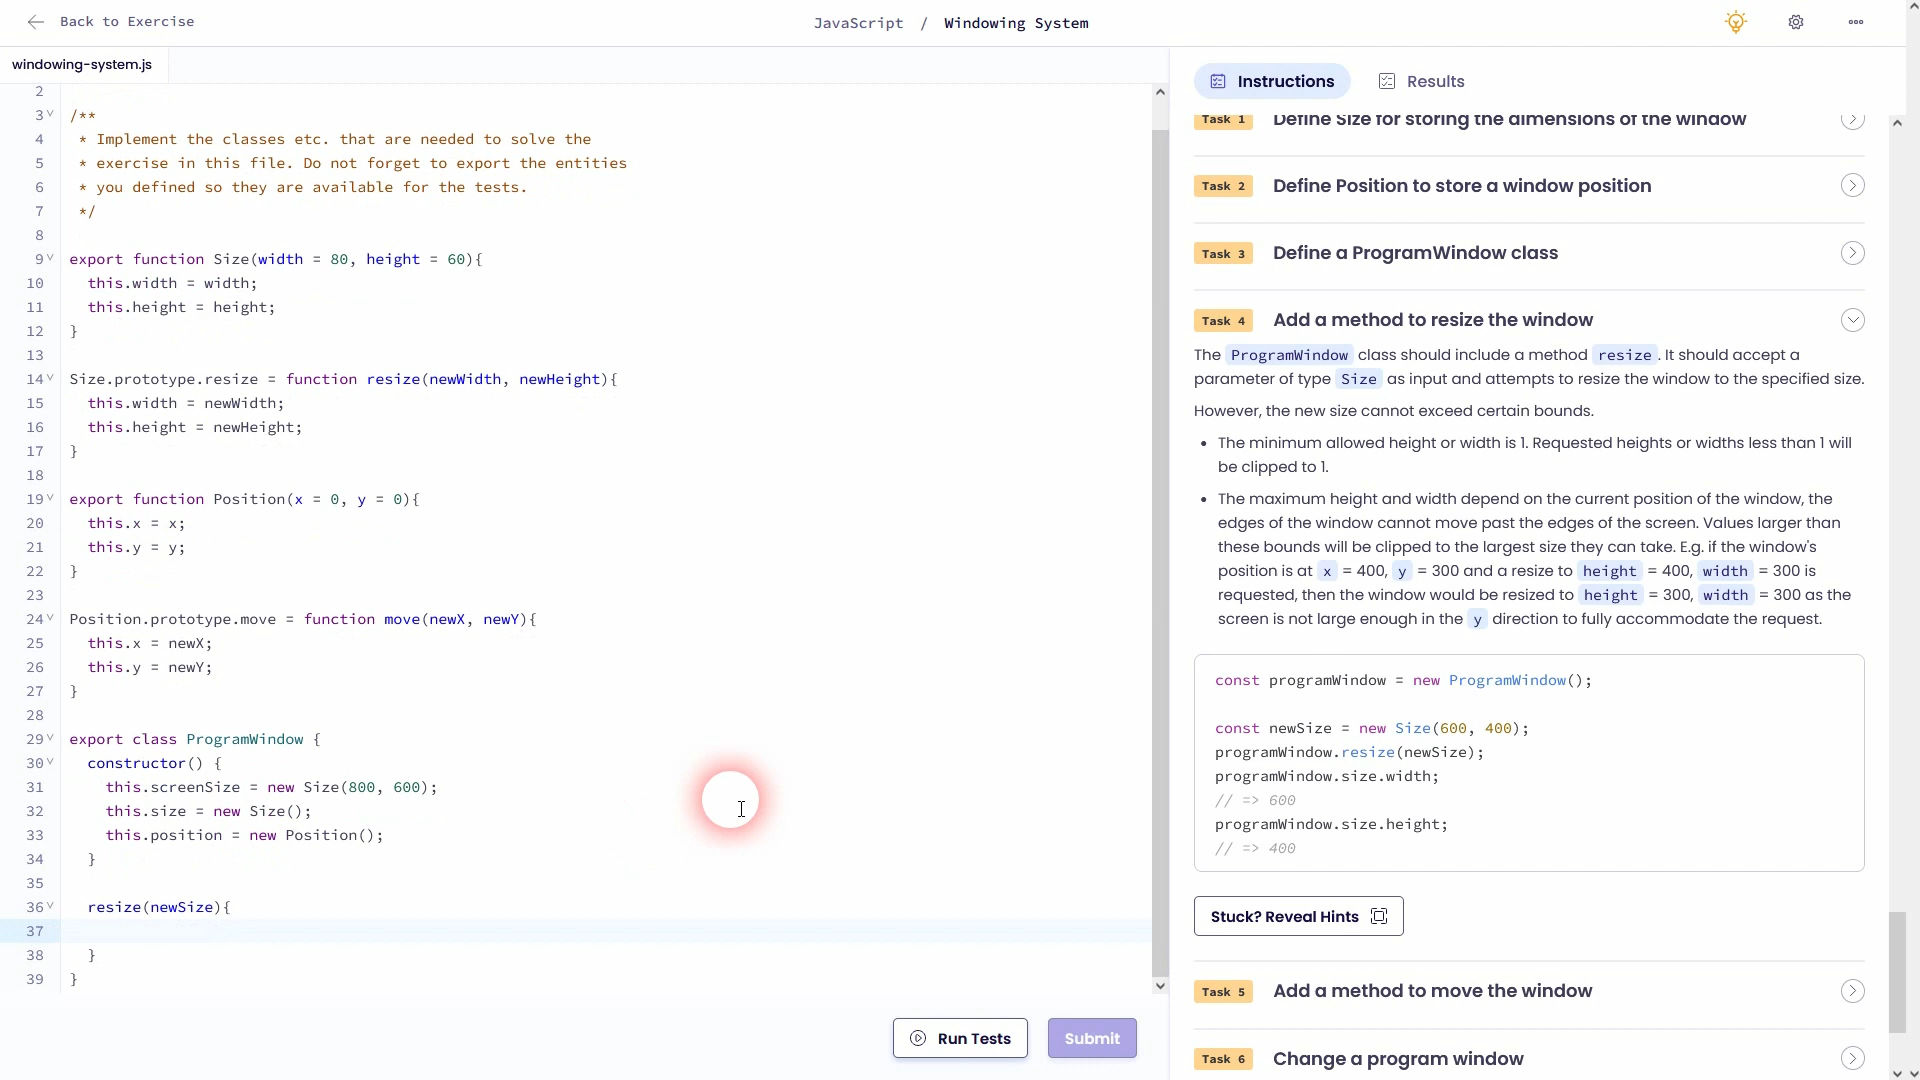 Back to Exercise
JavaScript / Windowing System
windowing-system.js
2
3 /**
4 * Implement the classes etc. that are needed to solve the
5 * exercise in this file. Do not forget to export the entities
6 * you defined so they are available for the tests.
7 */
8
9 export function Size(width = 80, height = 60){
10 this.width = width;
11 this.height = height;
12 }
13
14 Size.prototype.resize = function resize(newWidth, newHeight){
15 this.width = newWidth;
16 this.height = newHeight;
17 }
18
19 export function Position(x = 0, y = 0){
20 this.x = x;
21 this.y = y;
22 }
23
24 Position.prototype.move = function move(newX, newY){
25 this.x = newX;
26 this.y = newY;
27 }
28
29 export class ProgramWindow {
30 constructor() {
31 this.screenSize = new Size(800, 600);
32 this.size = new Size();
33 this.position = new Position();
34 }
35
36 resize(newSize){
37
38 }
39 }
Run Tests
Submit
Instructions
Results
Task 1 Define Size for storing the dimensions of the window
Task 2 Define Position to store a window position
Task 3 Define a ProgramWindow class
Task 4 Add a method to resize the window
The ProgramWindow class should include a method resize. It should accept a
parameter of type Size as input and attempts to resize the window to the specified size.
However, the new size cannot exceed certain bounds.
• The minimum allowed height or width is 1. Requested heights or widths less than 1 will
be clipped to 1.
• The maximum height and width depend on the current position of the window, the
edges of the window cannot move past the edges of the screen. Values larger than
these bounds will be clipped to the largest size they can take. E.g. if the window's
position is at x = 400, y = 300 and a resize to height = 400, width = 300 is
requested, then the window would be resized to height = 300, width = 300 as the
screen is not large enough in the y direction to fully accommodate the request.
const programWindow = new ProgramWindow();
const newSize = new Size(600, 400);
programWindow.resize(newSize);
programWindow.size.width;
// => 600
programWindow.size.height;
// => 400
Stuck? Reveal Hints
Task 5 Add a method to move the window
Task 6 Change a program window